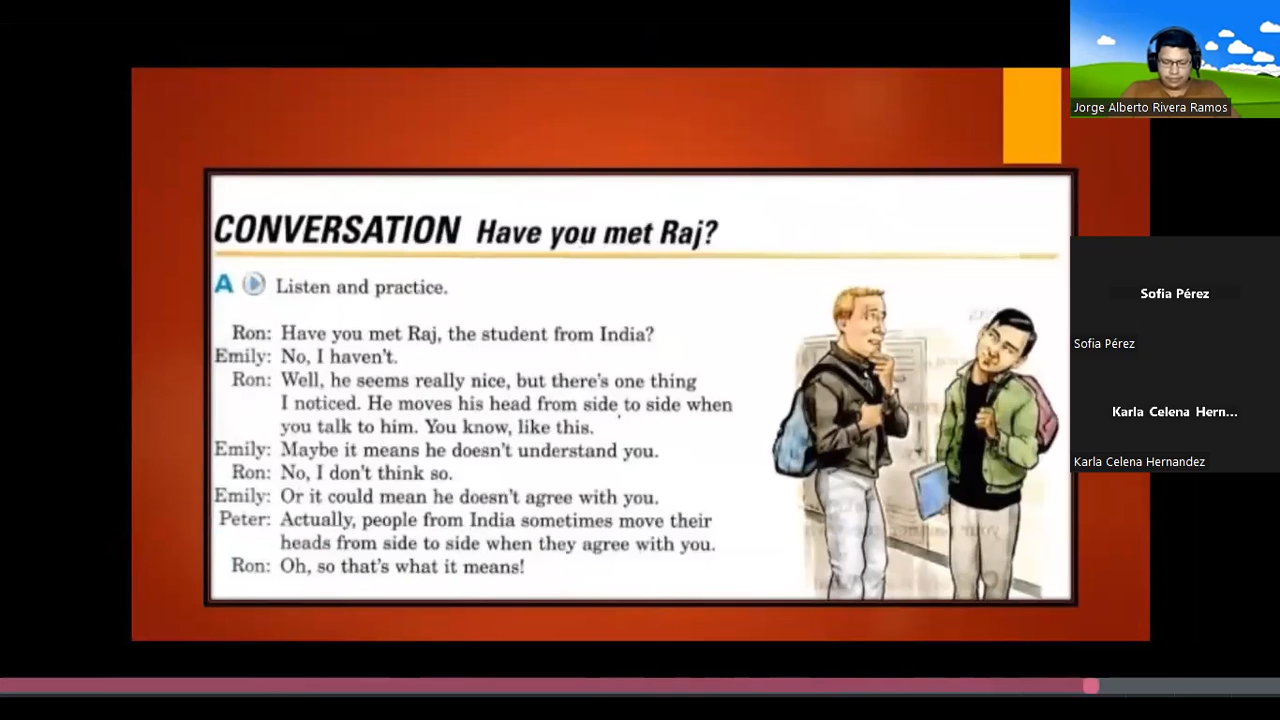 Jorge Alberto Rivera Ramos
CONVERSATION Have you met Raj?
A Listen and practice.
Ron: Have you met Raj, the student from India?
Emily: No, I haven't.
Ron: Well, he seems really nice, but there's one thing
I noticed. He moves his head from side to side when
you talk to him. You know, like this.
Emily: Maybe it means he doesn't understand you.
Ron: No, I don't think so.
Emily: Or it could mean he doesn't agree with you.
Peter: Actually, people from India sometimes move their
heads from side to side when they agree with you.
Ron: Oh, so that's what it means!
Sofia Pérez
Sofia Pérez
Karla Celena Hern...
Karla Celena Hernandez